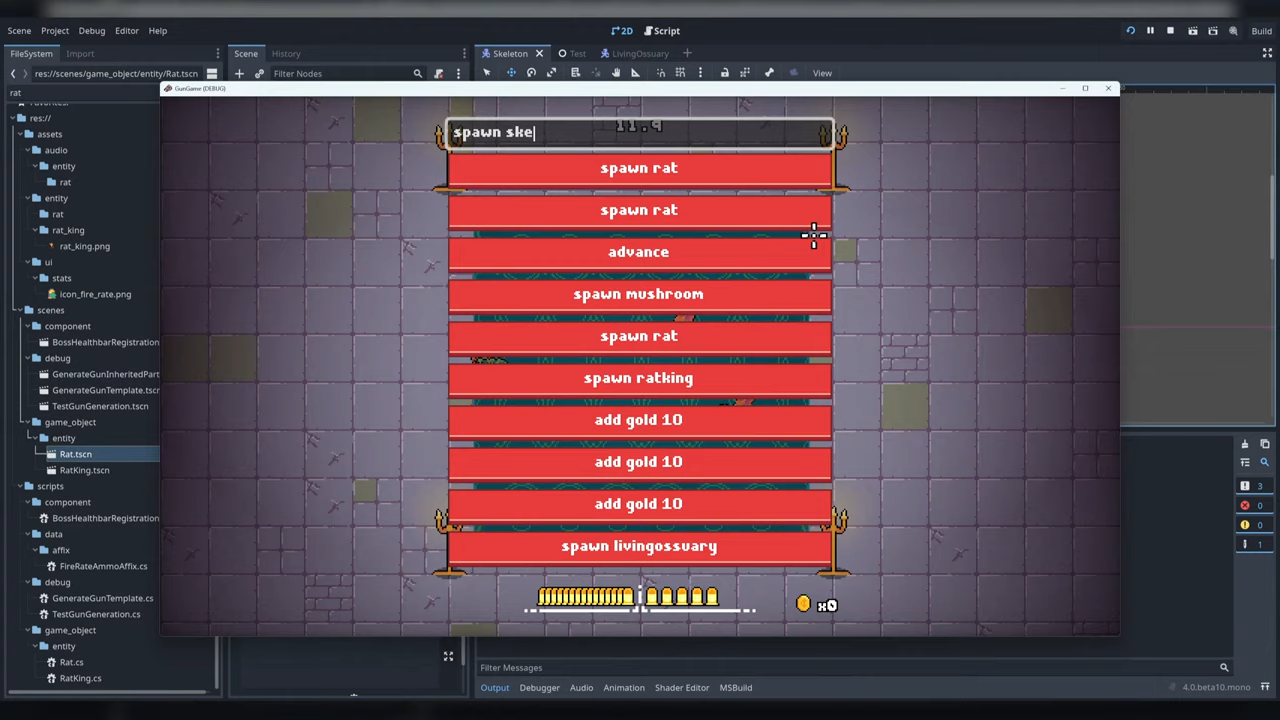 Scene Project Debug Editor Help
2D Script
Build
FileSystem Import
Scene History
Skeleton Test LivingOssuary
res://scenes/game_object/entity/Rat.tscn
Filter Nodes
View
rat
GunGame (DEBUG)
res://
assets
audio
entity
rat
entity
rat
rat_king
rat_king.png
ui
stats
icon_fire_rate.png
scenes
component
BossHealthbarRegistration
debug
GenerateGunInheritedPart
GenerateGunTemplate.tscn
TestGunGeneration.tscn
game_object
entity
Rat.tscn
RatKing.tscn
scripts
component
BossHealthbarRegistration
data
affix
FireRateAmmoAffix.cs
debug
GenerateGunTemplate.cs
TestGunGeneration.cs
game_object
entity
Rat.cs
RatKing.cs
11.9
spawn ske
spawn rat
spawn rat
advance
spawn mushroom
spawn rat
spawn ratking
add gold 10
add gold 10
add gold 10
spawn livingossuary
x0
3
0
0
1
Filter Messages
Output Debugger Audio Animation Shader Editor MSBuild
4.0.beta10.mono